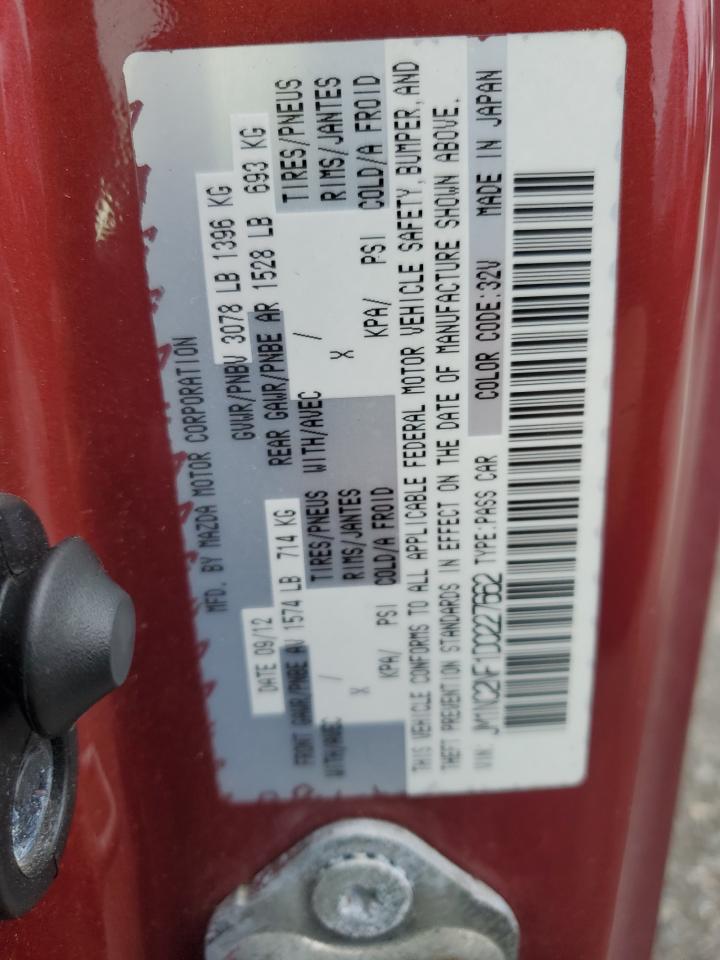 MFD. BY MAZDA MOTOR CORPORATION
DATE 09/12 GVWR/PNBV 3078 LB 1396 KG
FRONT GAWR/PNBE AV 1574 LB 714 KG REAR GAWR/PNBE AR 1528 LB 693 KG
WITH/AVEC TIRES/PNEUS WITH/AVEC TIRES/PNEUS
/ RIMS/JANTES / RIMS/JANTES
X X
KPA/ PSI COLD/A FROID KPA/ PSI COLD/A FROID
THIS VEHICLE CONFORMS TO ALL APPLICABLE FEDERAL MOTOR VEHICLE SAFETY, BUMPER, AND
THEFT PREVENTION STANDARDS IN EFFECT ON THE DATE OF MANUFACTURE SHOWN ABOVE.
VIN: JM1NC2NF1D0227662 TYPE:PASS CAR COLOR CODE:32V MADE IN JAPAN